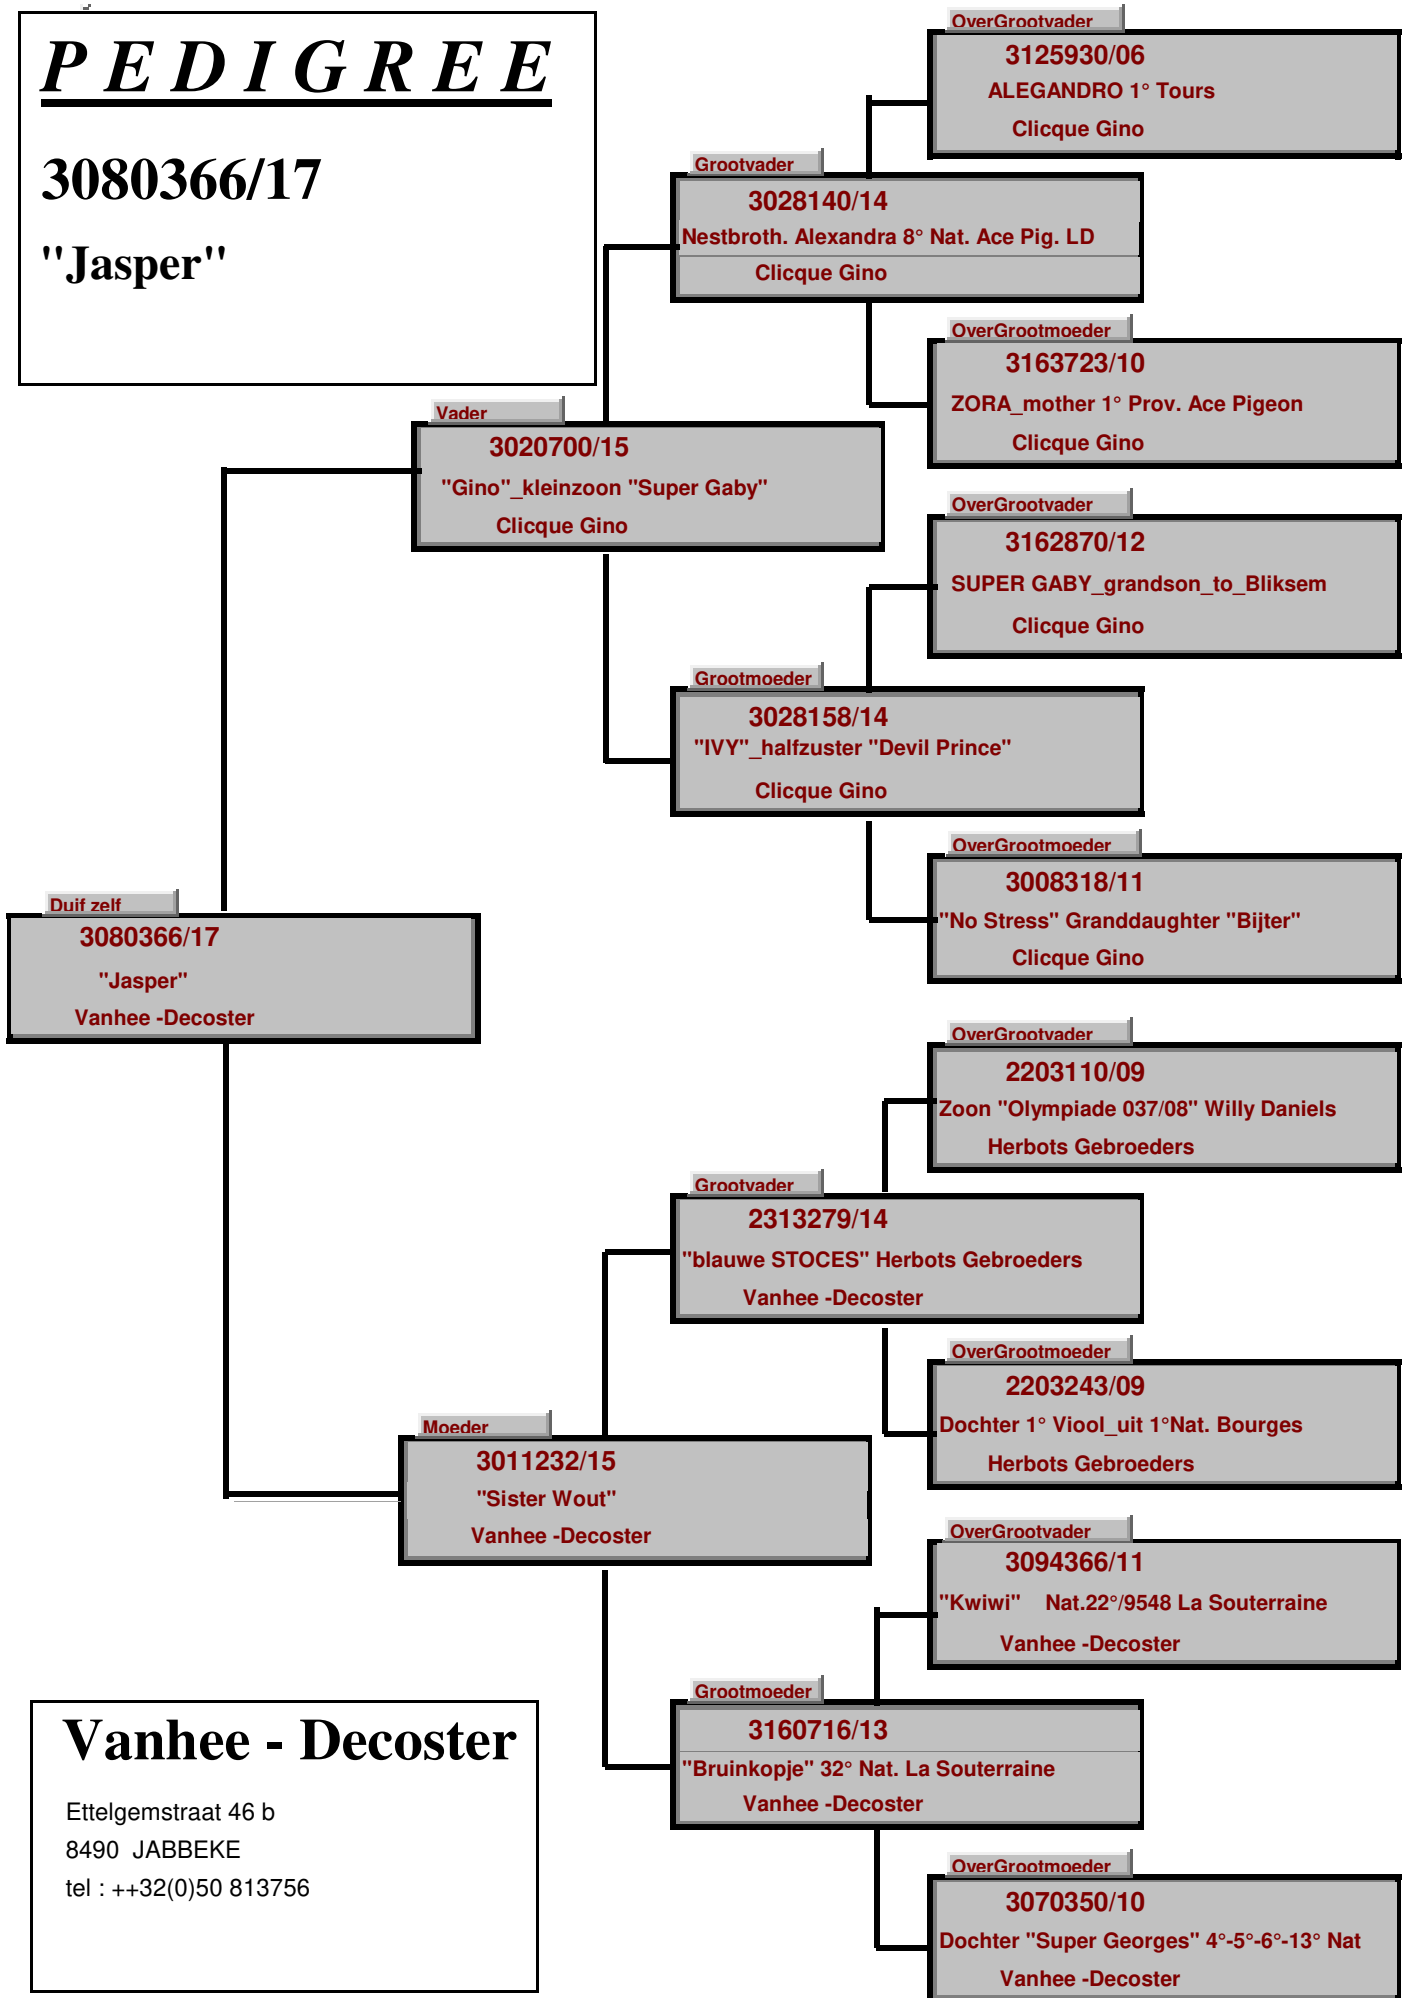 P E D I G R E E
3080366/17
"Jasper"
OverGrootvader
3125930/06
ALEGANDRO 1° Tours
Clicque Gino
Grootvader
3028140/14
Nestbroth. Alexandra 8° Nat. Ace Pig. LD
Clicque Gino
OverGrootmoeder
3163723/10
ZORA_mother 1° Prov. Ace Pigeon
Clicque Gino
Vader
3020700/15
"Gino"_kleinzoon "Super Gaby"
Clicque Gino
OverGrootvader
3162870/12
SUPER GABY_grandson_to_Bliksem
Clicque Gino
Grootmoeder
3028158/14
"IVY"_halfzuster "Devil Prince"
Clicque Gino
OverGrootmoeder
3008318/11
"No Stress" Granddaughter "Bijter"
Clicque Gino
Duif zelf
3080366/17
"Jasper"
Vanhee -Decoster
OverGrootvader
2203110/09
Zoon "Olympiade 037/08" Willy Daniels
Herbots Gebroeders
Grootvader
2313279/14
"blauwe STOCES" Herbots Gebroeders
Vanhee -Decoster
OverGrootmoeder
2203243/09
Dochter 1° Viool_uit 1°Nat. Bourges
Herbots Gebroeders
Moeder
3011232/15
"Sister Wout"
Vanhee -Decoster
OverGrootvader
3094366/11
"Kwiwi" Nat.22°/9548 La Souterraine
Vanhee -Decoster
Grootmoeder
3160716/13
"Bruinkopje" 32° Nat. La Souterraine
Vanhee -Decoster
OverGrootmoeder
3070350/10
Dochter "Super Georges" 4°-5°-6°-13° Nat
Vanhee -Decoster
Vanhee - Decoster
Ettelgemstraat 46 b
8490 JABBEKE
tel : ++32(0)50 813756